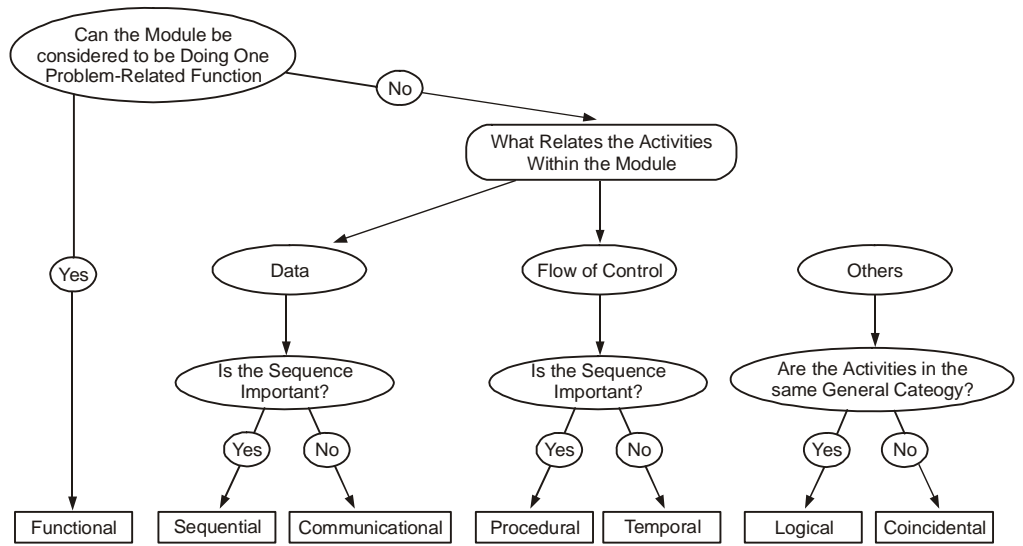 Can the Module be
considered to be Doing One
Problem-Related Function
No
What Relates the Activities
Within the Module
Yes
Data
Flow of Control
Others
Is the Sequence
Important?
Is the Sequence
Important?
Are the Activities in the
same General Cateogy?
Yes
No
Yes
No
Yes
No
Functional
Sequential
Communicational
Procedural
Temporal
Logical
Coincidental